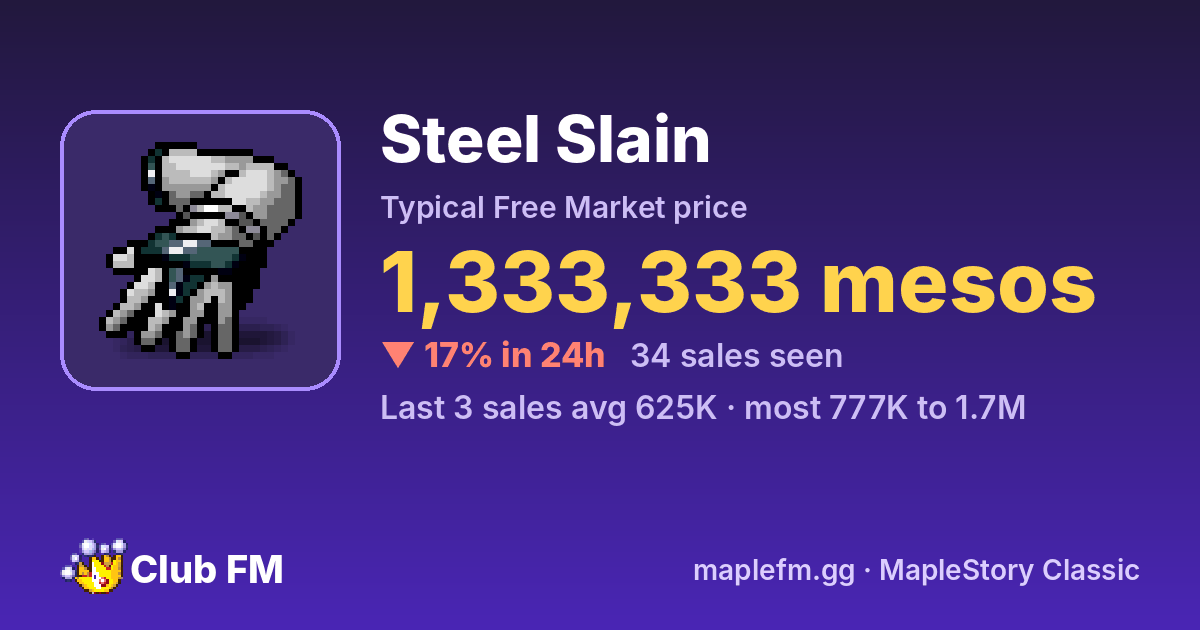 Steel Slain
Typical Free Market price
1,333,333 mesos
▼ 17% in 24h 34 sales seen
Last 3 sales avg 625K · most 777K to 1.7M
Club FM
maplefm.gg · MapleStory Classic